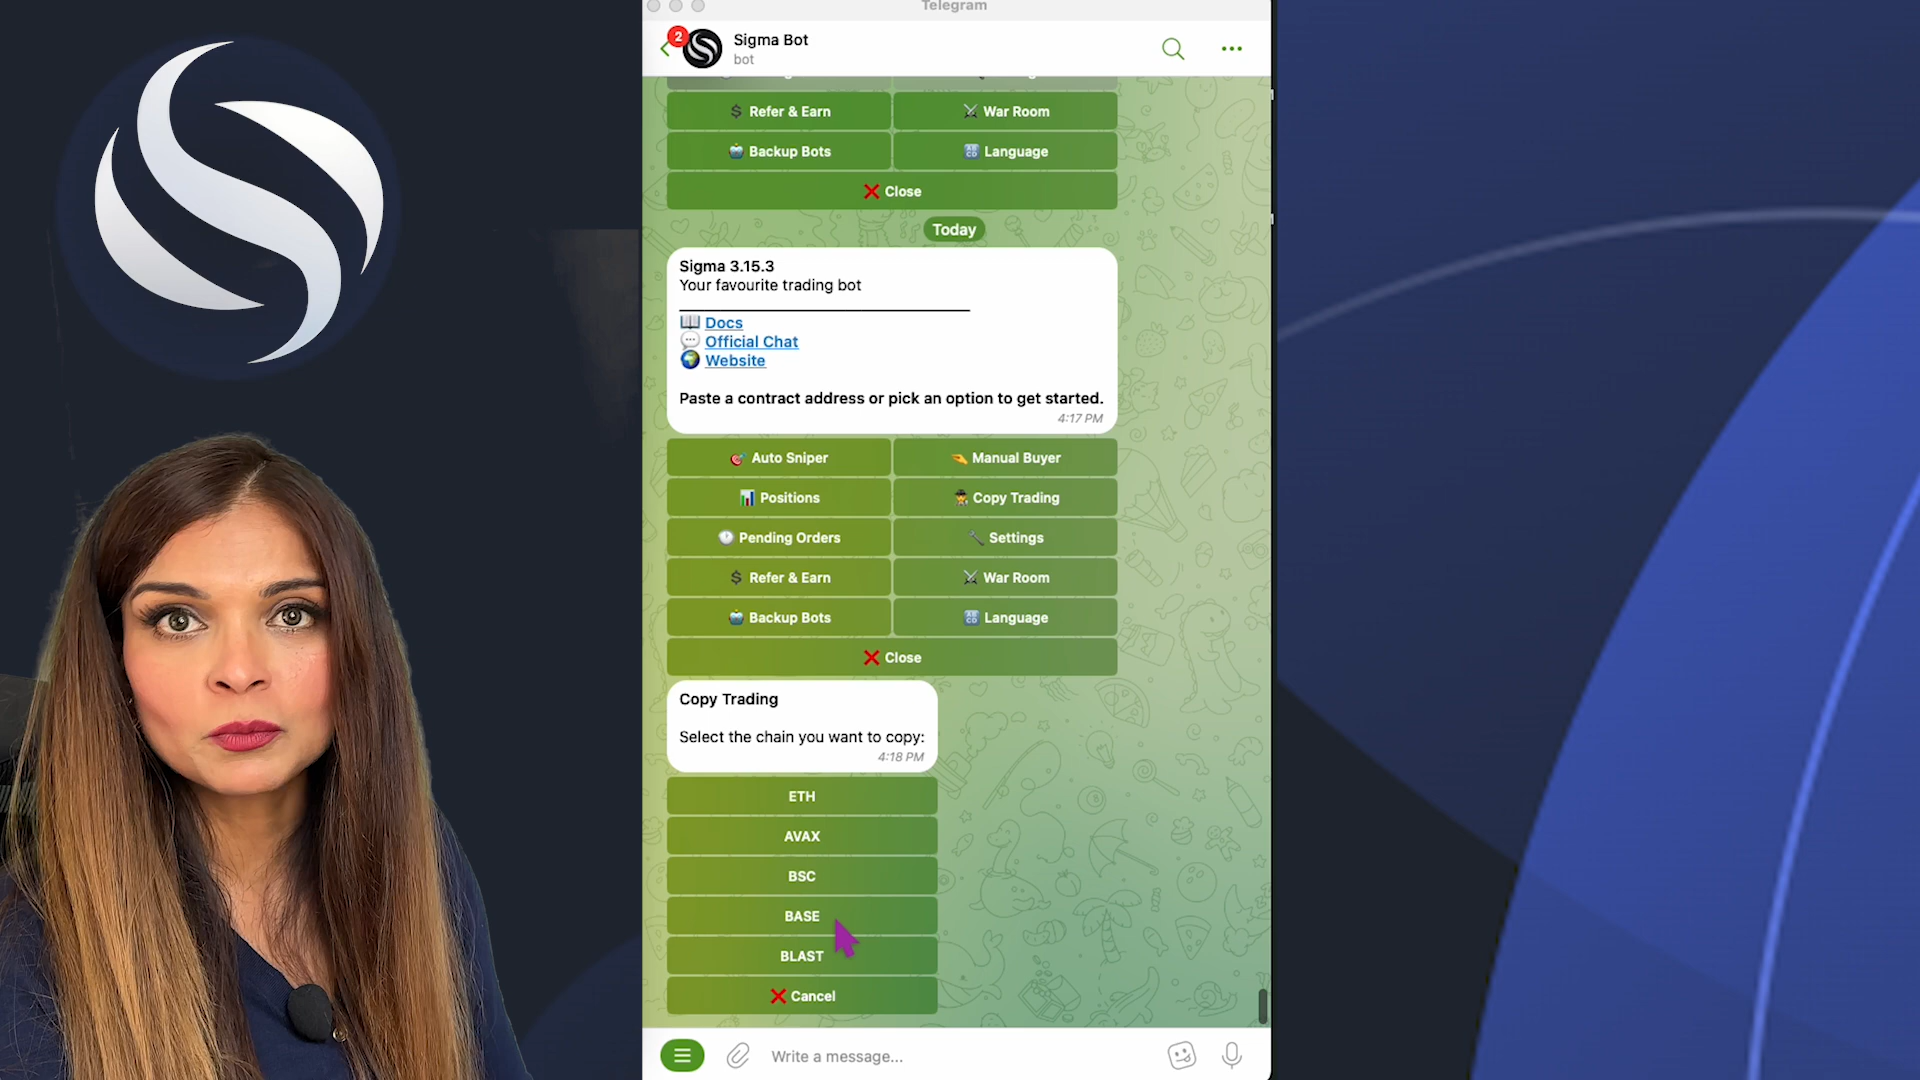 Telegram
2
Sigma Bot
bot
Refer & Earn
War Room
Backup Bots
Language
Close
Today
Sigma 3.15.3
Your favourite trading bot
Docs
Official Chat
Website
Paste a contract address or pick an option to get started.
4:17 PM
Auto Sniper
Manual Buyer
Positions
Copy Trading
Pending Orders
Settings
Refer & Earn
War Room
Backup Bots
Language
Close
Copy Trading
Select the chain you want to copy:
4:18 PM
ETH
AVAX
BSC
BASE
BLAST
Cancel
Write a message...